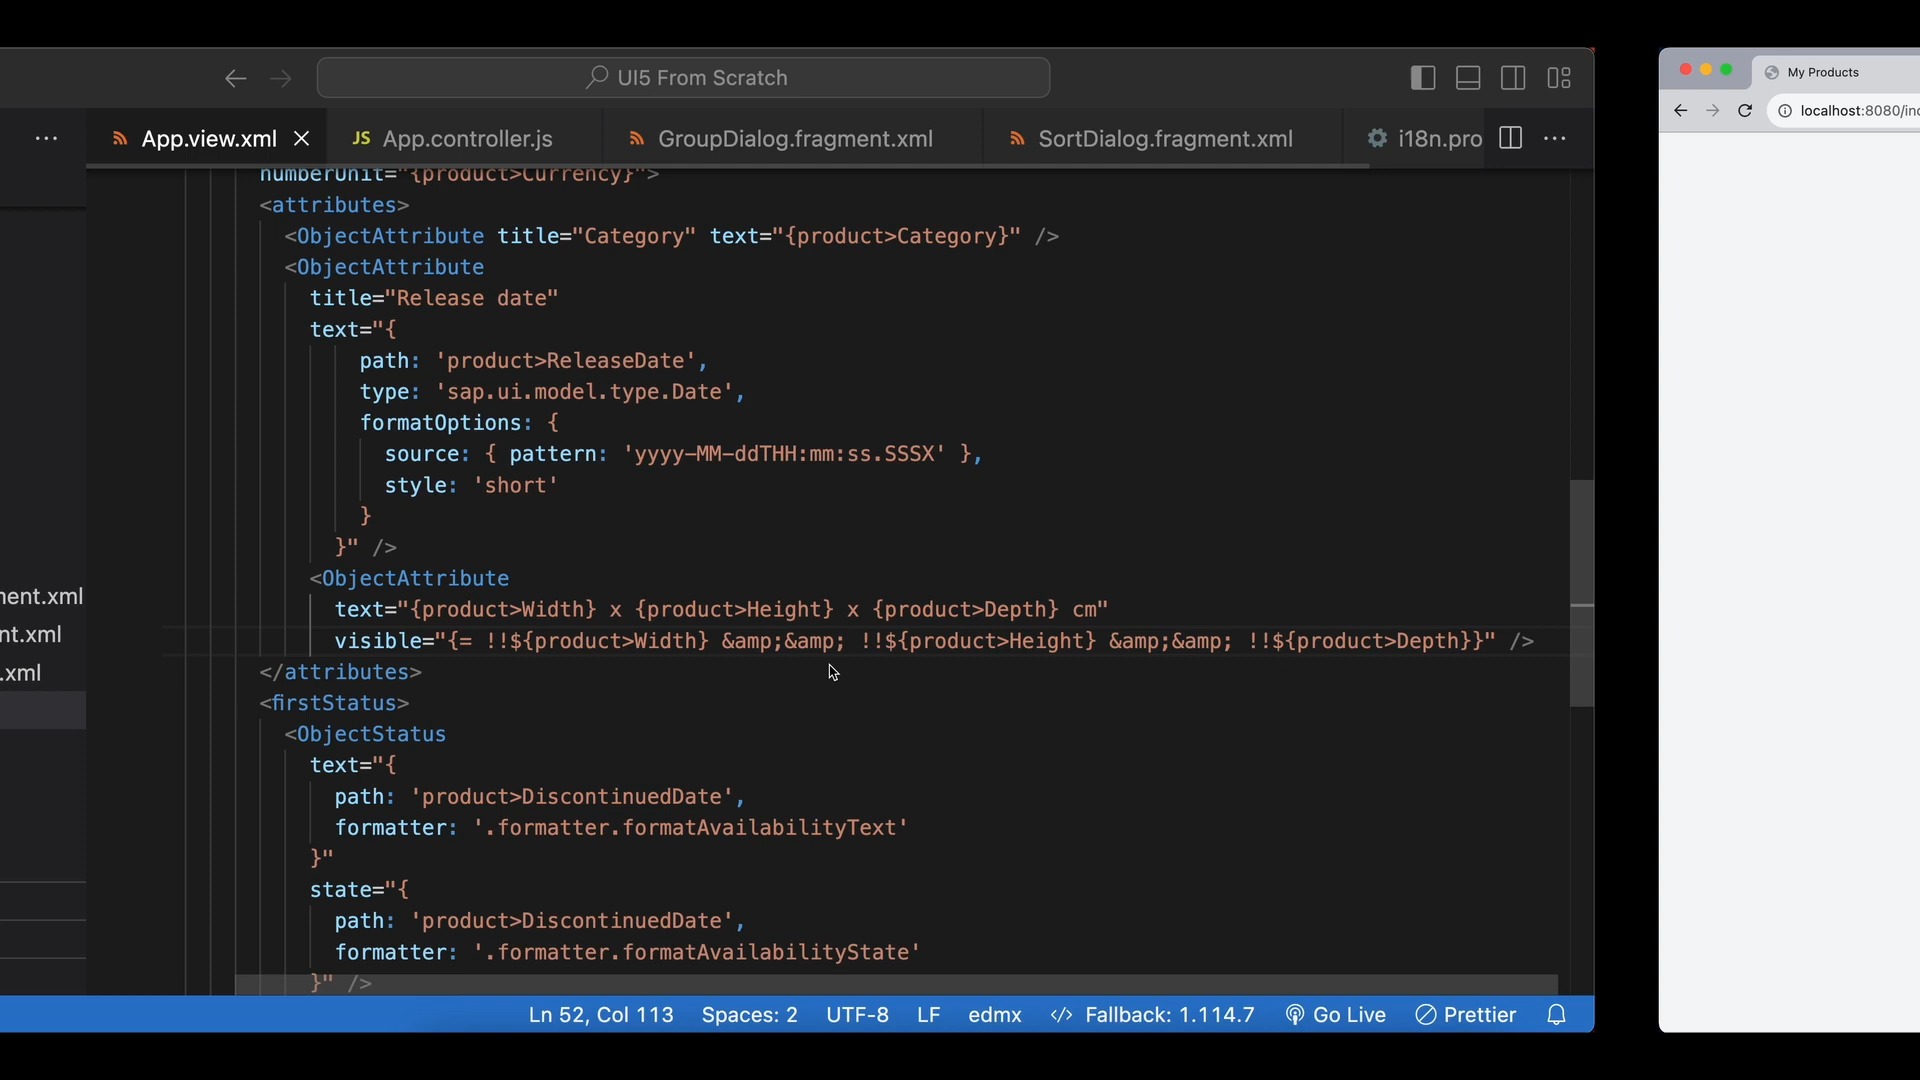 UI5 From Scratch
My Products
localhost:8080/in
App.view.xml
JS App.controller.js
GroupDialog.fragment.xml
SortDialog.fragment.xml
i18n.pro
numberUnit="{product>Currency}">
<attributes>
<ObjectAttribute title="Category" text="{product>Category}" />
<ObjectAttribute
title="Release date"
text="{
path: 'product>ReleaseDate',
type: 'sap.ui.model.type.Date',
formatOptions: {
source: { pattern: 'yyyy-MM-ddTHH:mm:ss.SSSX' },
style: 'short'
}
}" />
<ObjectAttribute
text="{product>Width} x {product>Height} x {product>Depth} cm"
visible="{= !!${product>Width} &amp;&amp; !!${product>Height} &amp;&amp; !!${product>Depth}}" />
</attributes>
<firstStatus>
<ObjectStatus
text="{
path: 'product>DiscontinuedDate',
formatter: '.formatter.formatAvailabilityText'
}"
state="{
path: 'product>DiscontinuedDate',
formatter: '.formatter.formatAvailabilityState'
}" />
ment.xml
nt.xml
.xml
Ln 52, Col 113
Spaces: 2
UTF-8
LF
edmx
</> Fallback: 1.114.7
Go Live
Prettier